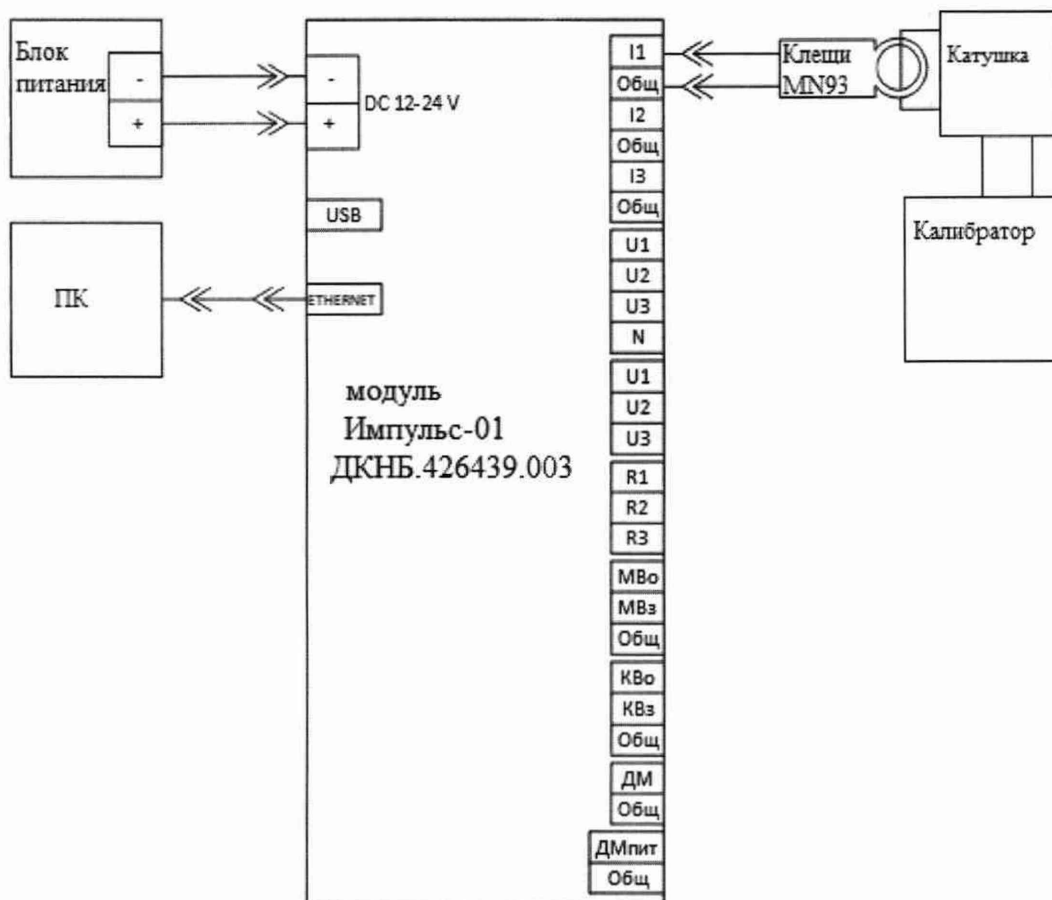 Блок
питания
-
+
-
+
DC 12-24 V
USB
ПК
ETHERNET
модуль
Импульс-01
ДКНБ.426439.003
I1
Общ
I2
Общ
I3
Общ
U1
U2
U3
N
U1
U2
U3
R1
R2
R3
МВо
МВз
Общ
КВо
КВз
Общ
ДМ
Общ
ДМпит
Общ
Клещи
MN93
Катушка
Калибратор